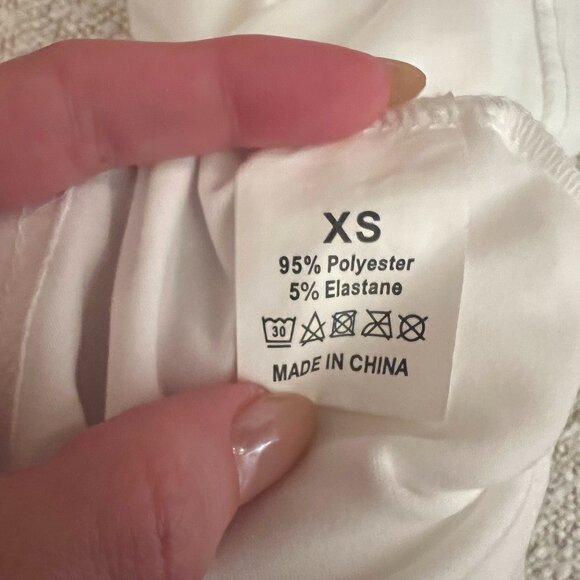 XS
95% Polyester
5% Elastane
30
MADE IN CHINA